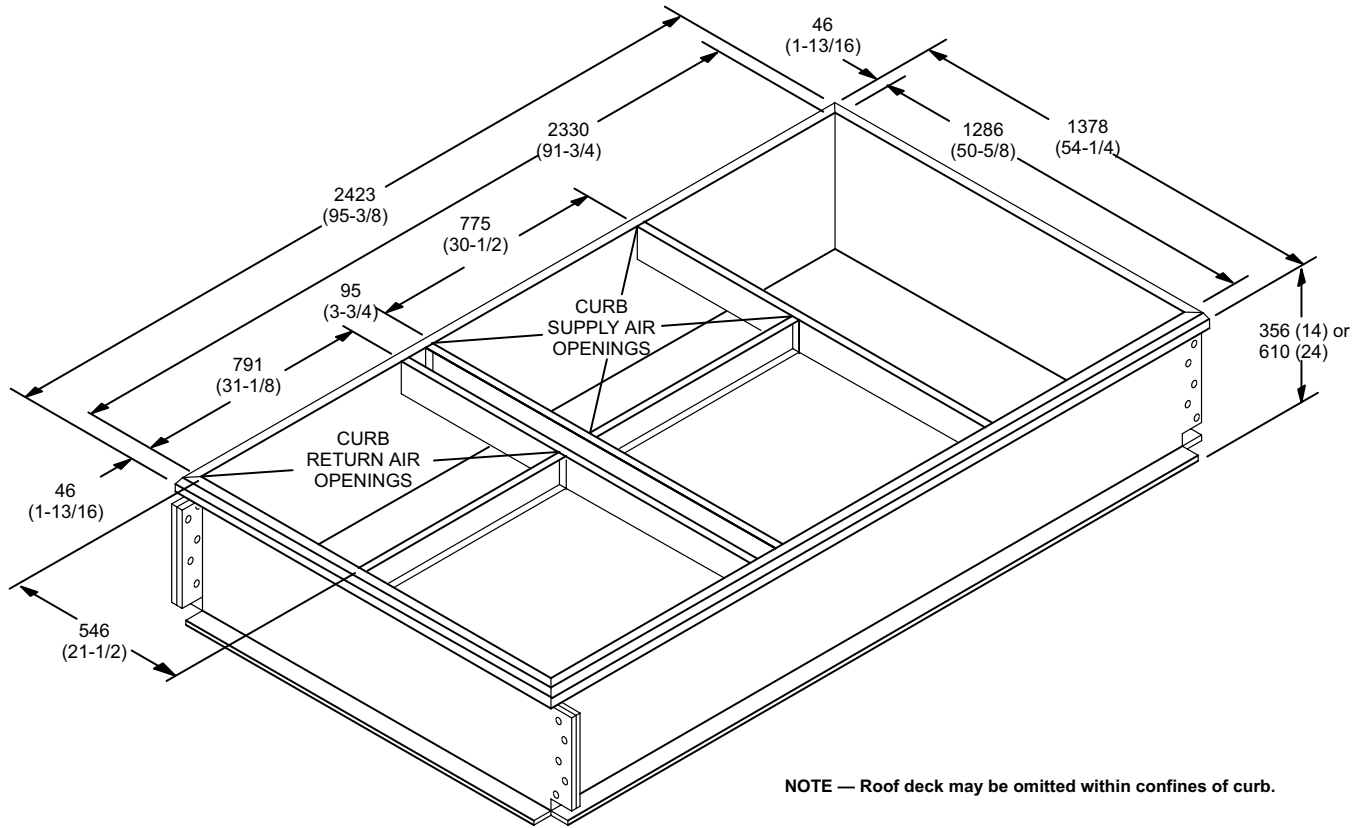 46
(1-13/16)
1378
(54-1/4)
1286
(50-5/8)
2330
(91-3/4)
2423
(95-3/8)
775
(30-1/2)
95
(3-3/4)
791
(31-1/8)
CURB
SUPPLY AIR
OPENINGS
356 (14) or
610 (24)
CURB
RETURN AIR
OPENINGS
46
(1-13/16)
546
(21-1/2)
NOTE — Roof deck may be omitted within confines of curb.